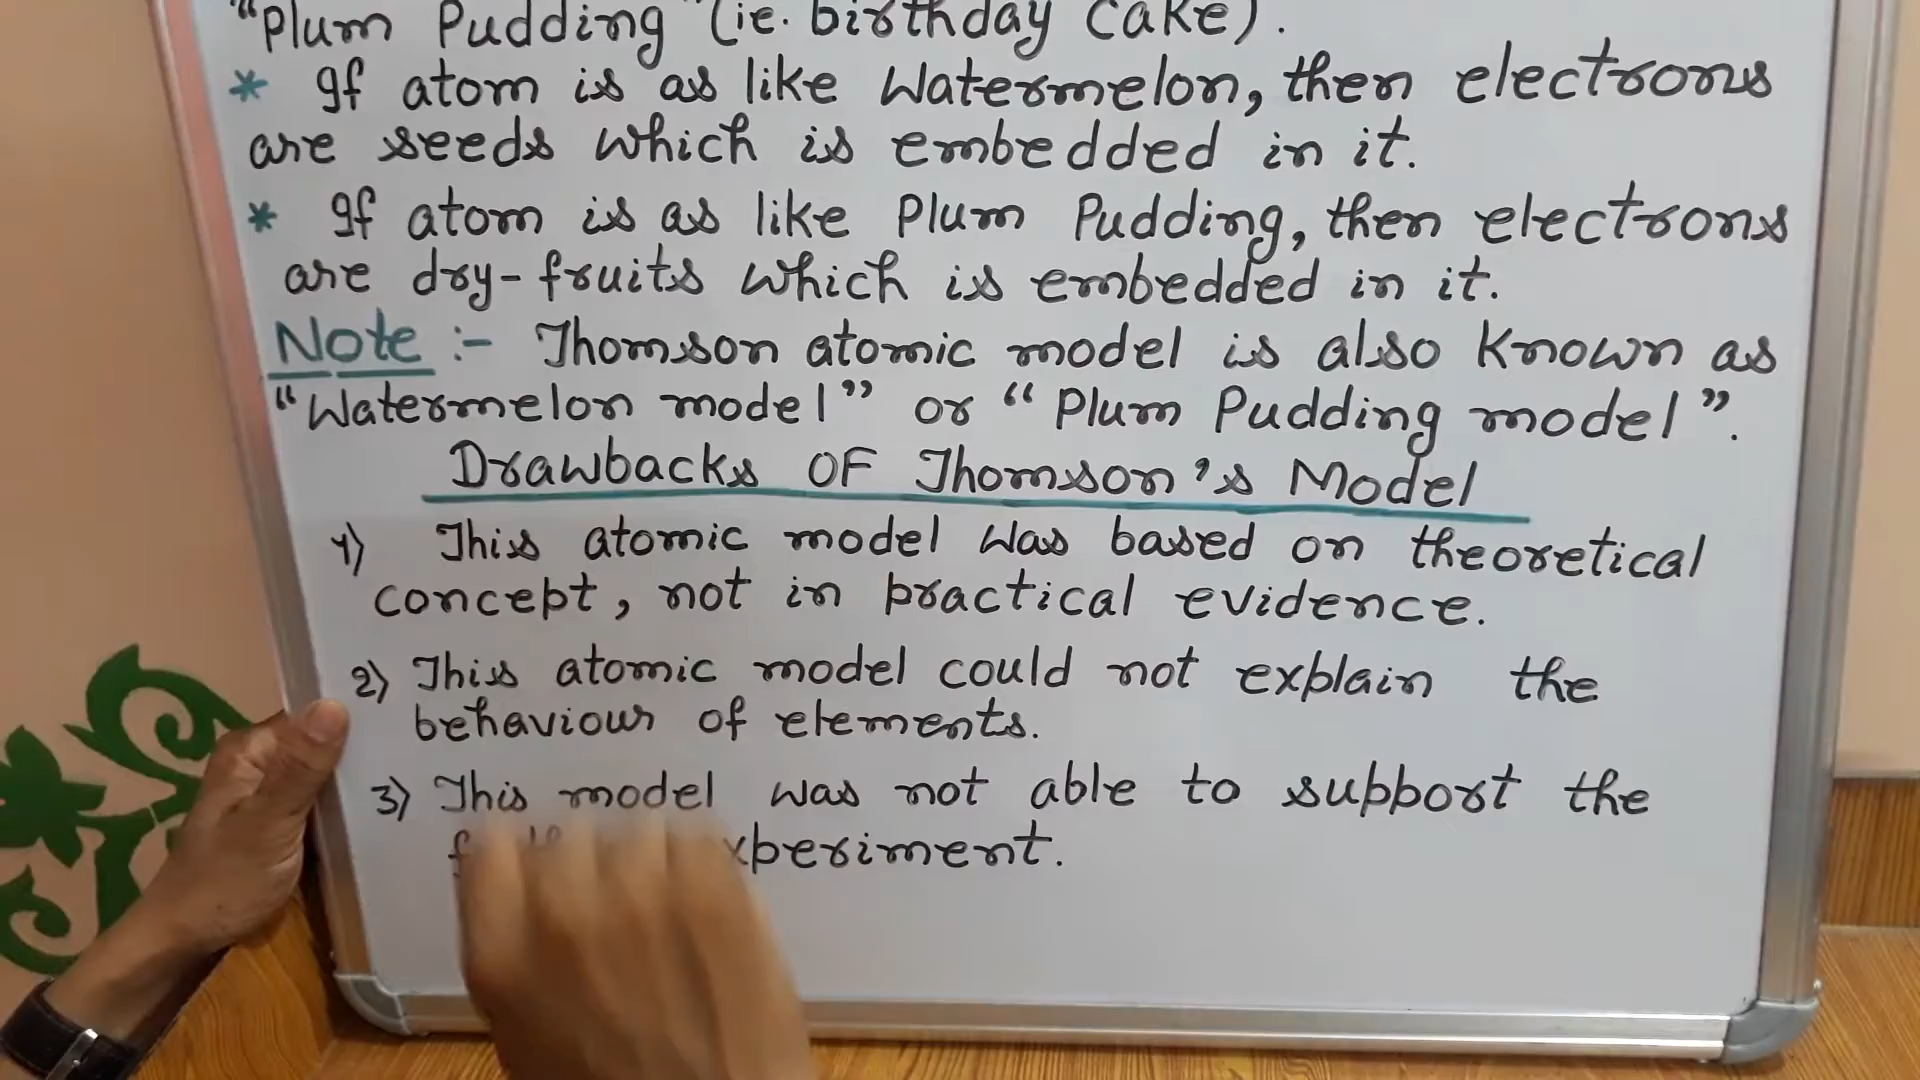 "Plum Pudding" (ie. birthday Cake).
* If atom is as like Watermelon, then electrons
are seeds which is embedded in it.
* If atom is as like Plum Pudding, then electrons
are dry-fruits which is embedded in it.
Note :- Thomson atomic model is also Known as
"Watermelon model" or "Plum Pudding model".
Drawbacks OF Thomson's Model
1) This atomic model was based on theoretical
concept, not in practical evidence.
2) This atomic model could not explain the
behaviour of elements.
3) This model was not able to support the
experiment.